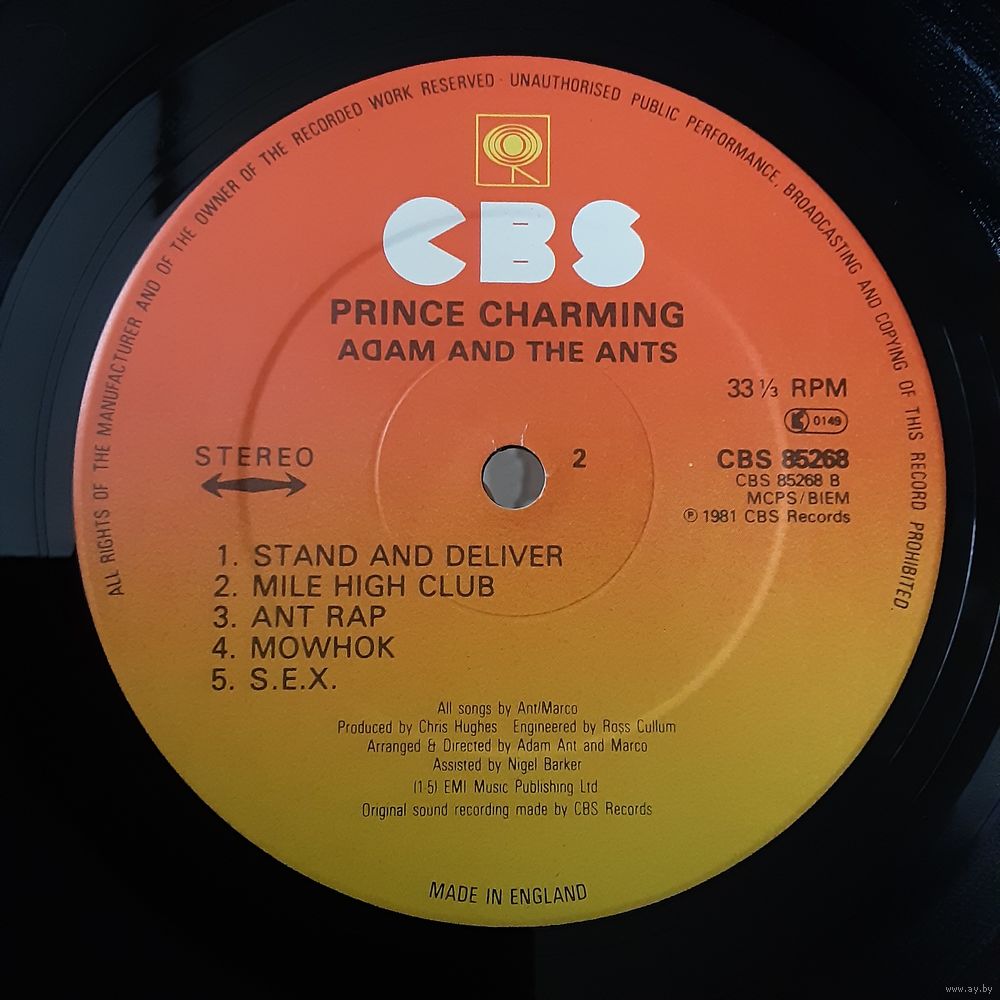 ALL RIGHTS OF THE MANUFACTURER AND OF THE OWNER OF THE RECORDED WORK RESERVED · UNAUTHORISED PUBLIC PERFORMANCE, BROADCASTING AND COPYING OF THIS RECORD PROHIBITED.
CBS
PRINCE CHARMING
ADAM AND THE ANTS
33 ⅓ RPM
0149
STEREO
2
CBS 85268
CBS 85268 B
MCPS/BIEM
℗ 1981 CBS Records
1. STAND AND DELIVER
2. MILE HIGH CLUB
3. ANT RAP
4. MOWHOK
5. S.E.X.
All songs by Ant/Marco
Produced by Chris Hughes Engineered by Ross Cullum
Arranged & Directed by Adam Ant and Marco
Assisted by Nigel Barker
(1-5) EMI Music Publishing Ltd
Original sound recording made by CBS Records
MADE IN ENGLAND
www.ay.by